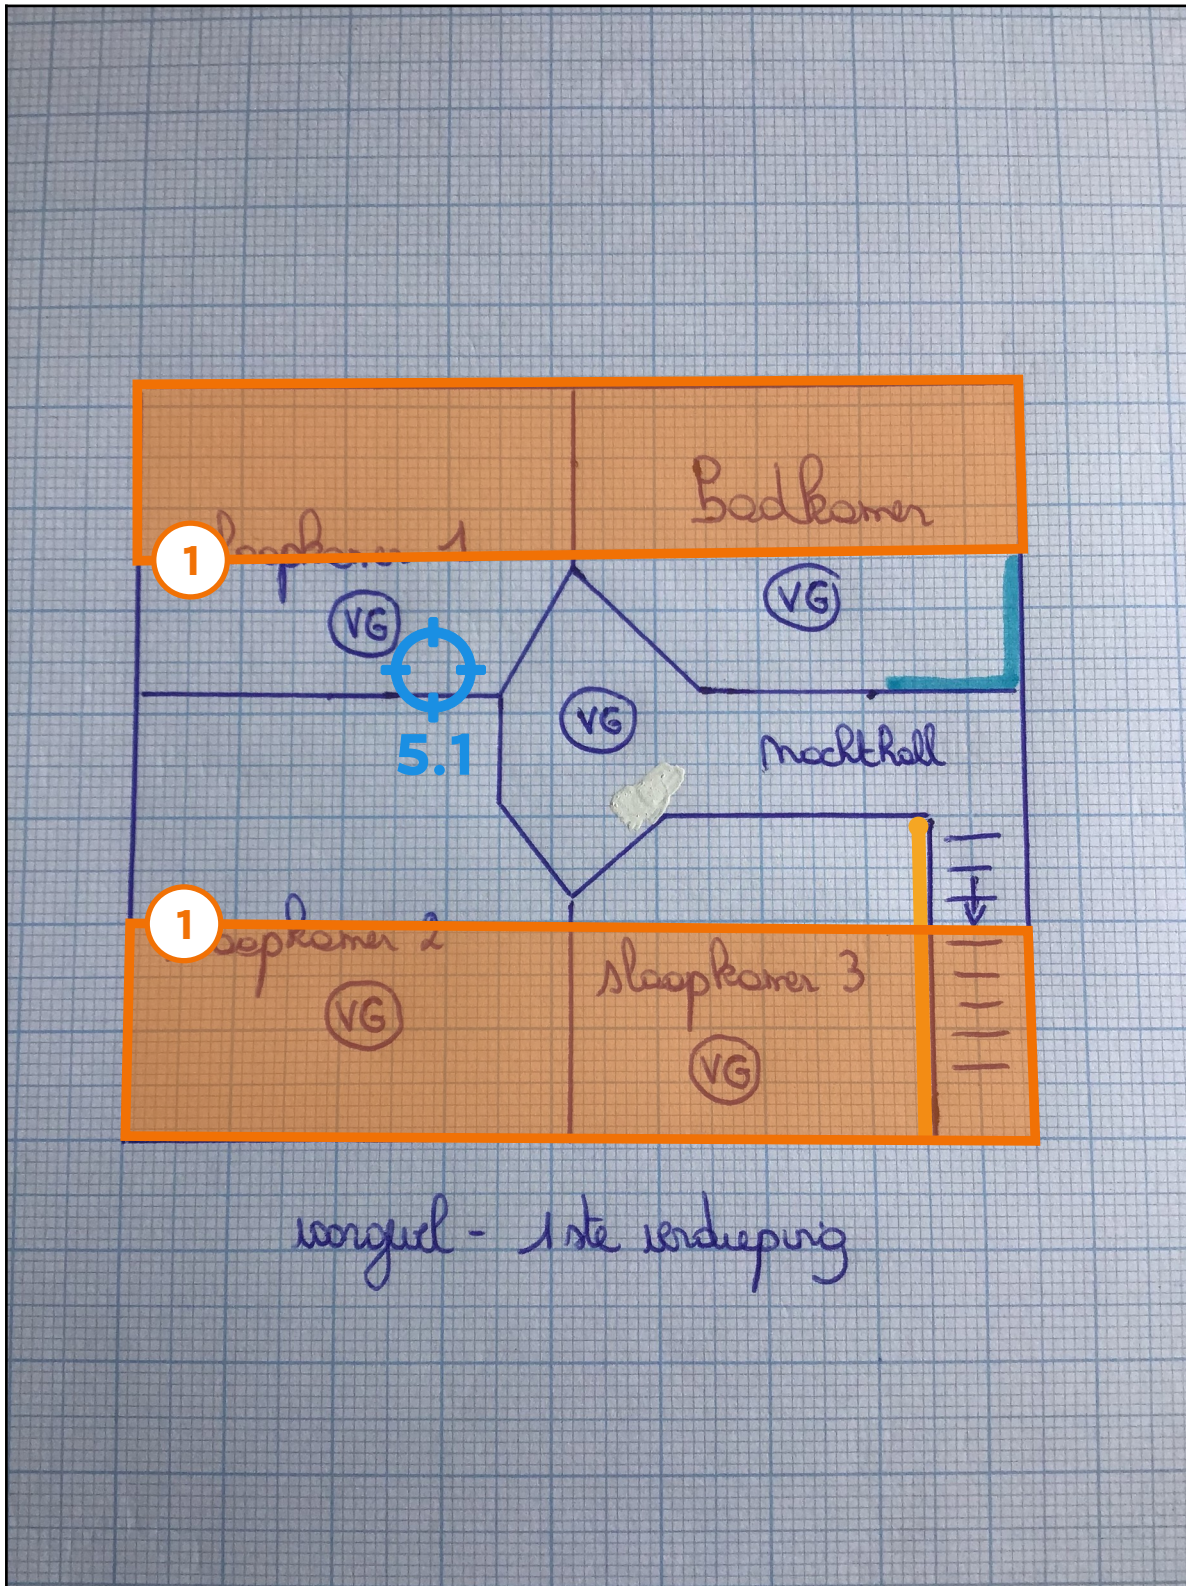 Badkamer
slaapkamer 1
1
VG
VG
VG
5.1
nachthall
1
slaapkamer 2
slaapkamer 3
VG
VG
voorgevel - 1ste verdieping